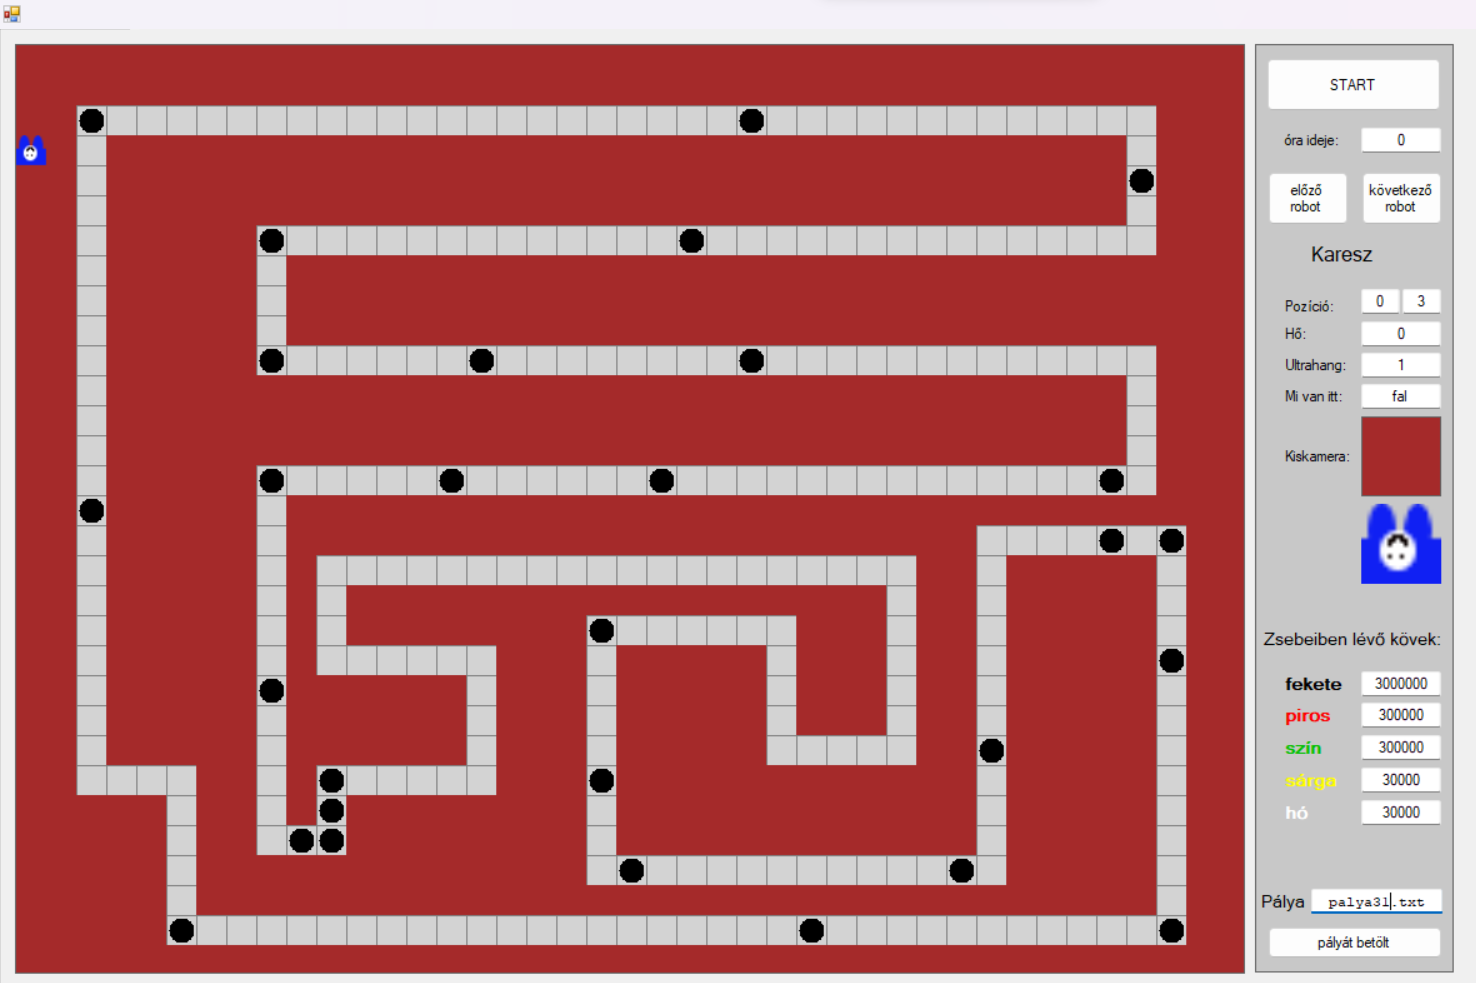 START
óra ideje: 0
előző robot
következő robot
Karesz
Pozíció: 0 3
Hő: 0
Ultrahang: 1
Mi van itt: fal
Kiskamera:
Zsebeiben lévő kövek:
fekete 3000000
piros 300000
szín 300000
sárga 30000
hó 30000
Pálya palya31.txt
pályát betölt